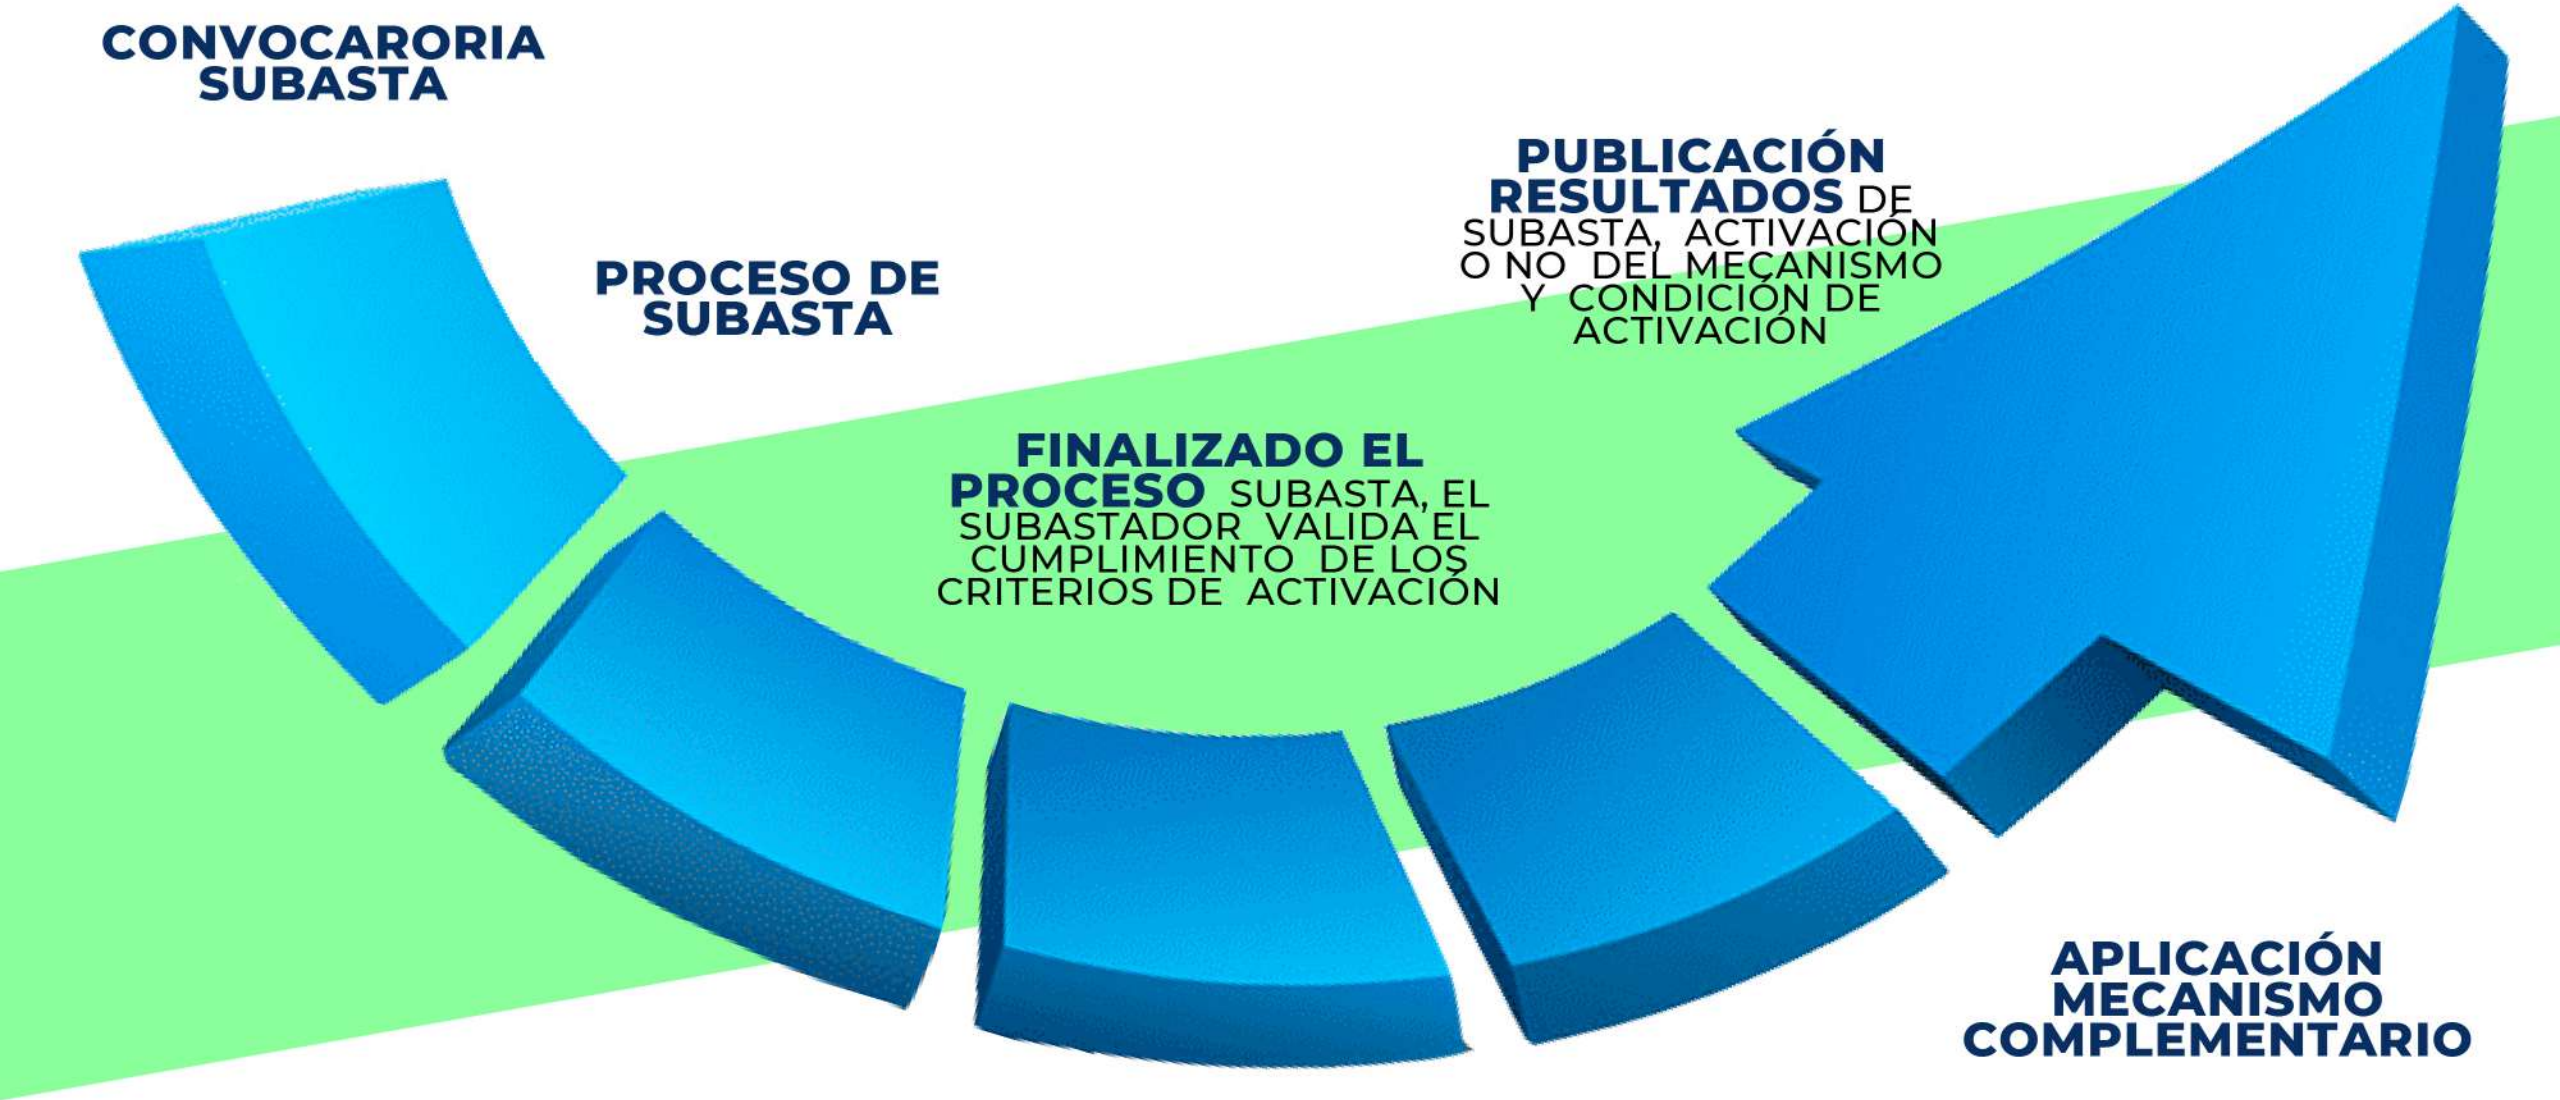 CONVOCARORIA
SUBASTA
PROCESO DE
SUBASTA
FINALIZADO EL
PROCESO SUBASTA, EL
SUBASTADOR VALIDA EL
CUMPLIMIENTO DE LOS
CRITERIOS DE ACTIVACIÓN
PUBLICACIÓN
RESULTADOS DE
SUBASTA, ACTIVACIÓN
O NO DEL MECANISMO
Y CONDICIÓN DE
ACTIVACIÓN
APLICACIÓN
MECANISMO
COMPLEMENTARIO